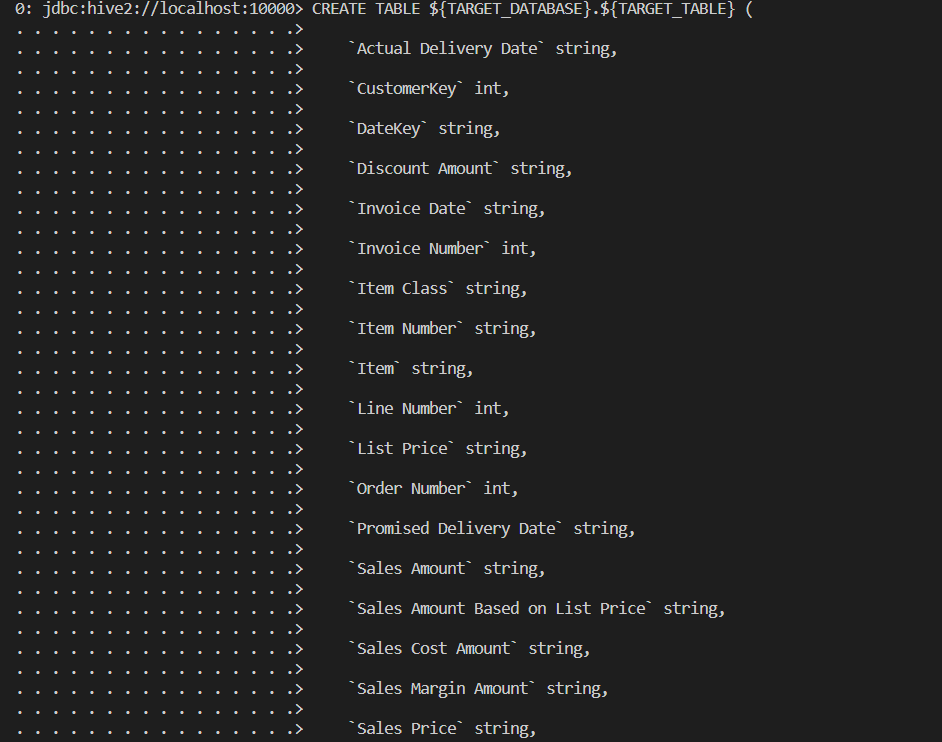 0: jdbc:hive2://localhost:10000> CREATE TABLE ${TARGET_DATABASE}.${TARGET_TABLE} (
. . . . . . . . . . . . . . . .>
. . . . . . . . . . . . . . . .>     `Actual Delivery Date` string,
. . . . . . . . . . . . . . . .>
. . . . . . . . . . . . . . . .>     `CustomerKey` int,
. . . . . . . . . . . . . . . .>
. . . . . . . . . . . . . . . .>     `DateKey` string,
. . . . . . . . . . . . . . . .>
. . . . . . . . . . . . . . . .>     `Discount Amount` string,
. . . . . . . . . . . . . . . .>
. . . . . . . . . . . . . . . .>     `Invoice Date` string,
. . . . . . . . . . . . . . . .>
. . . . . . . . . . . . . . . .>     `Invoice Number` int,
. . . . . . . . . . . . . . . .>
. . . . . . . . . . . . . . . .>     `Item Class` string,
. . . . . . . . . . . . . . . .>
. . . . . . . . . . . . . . . .>     `Item Number` string,
. . . . . . . . . . . . . . . .>
. . . . . . . . . . . . . . . .>     `Item` string,
. . . . . . . . . . . . . . . .>
. . . . . . . . . . . . . . . .>     `Line Number` int,
. . . . . . . . . . . . . . . .>
. . . . . . . . . . . . . . . .>     `List Price` string,
. . . . . . . . . . . . . . . .>
. . . . . . . . . . . . . . . .>     `Order Number` int,
. . . . . . . . . . . . . . . .>
. . . . . . . . . . . . . . . .>     `Promised Delivery Date` string,
. . . . . . . . . . . . . . . .>
. . . . . . . . . . . . . . . .>     `Sales Amount` string,
. . . . . . . . . . . . . . . .>
. . . . . . . . . . . . . . . .>     `Sales Amount Based on List Price` string,
. . . . . . . . . . . . . . . .>
. . . . . . . . . . . . . . . .>     `Sales Cost Amount` string,
. . . . . . . . . . . . . . . .>
. . . . . . . . . . . . . . . .>     `Sales Margin Amount` string,
. . . . . . . . . . . . . . . .>
. . . . . . . . . . . . . . . .>     `Sales Price` string,